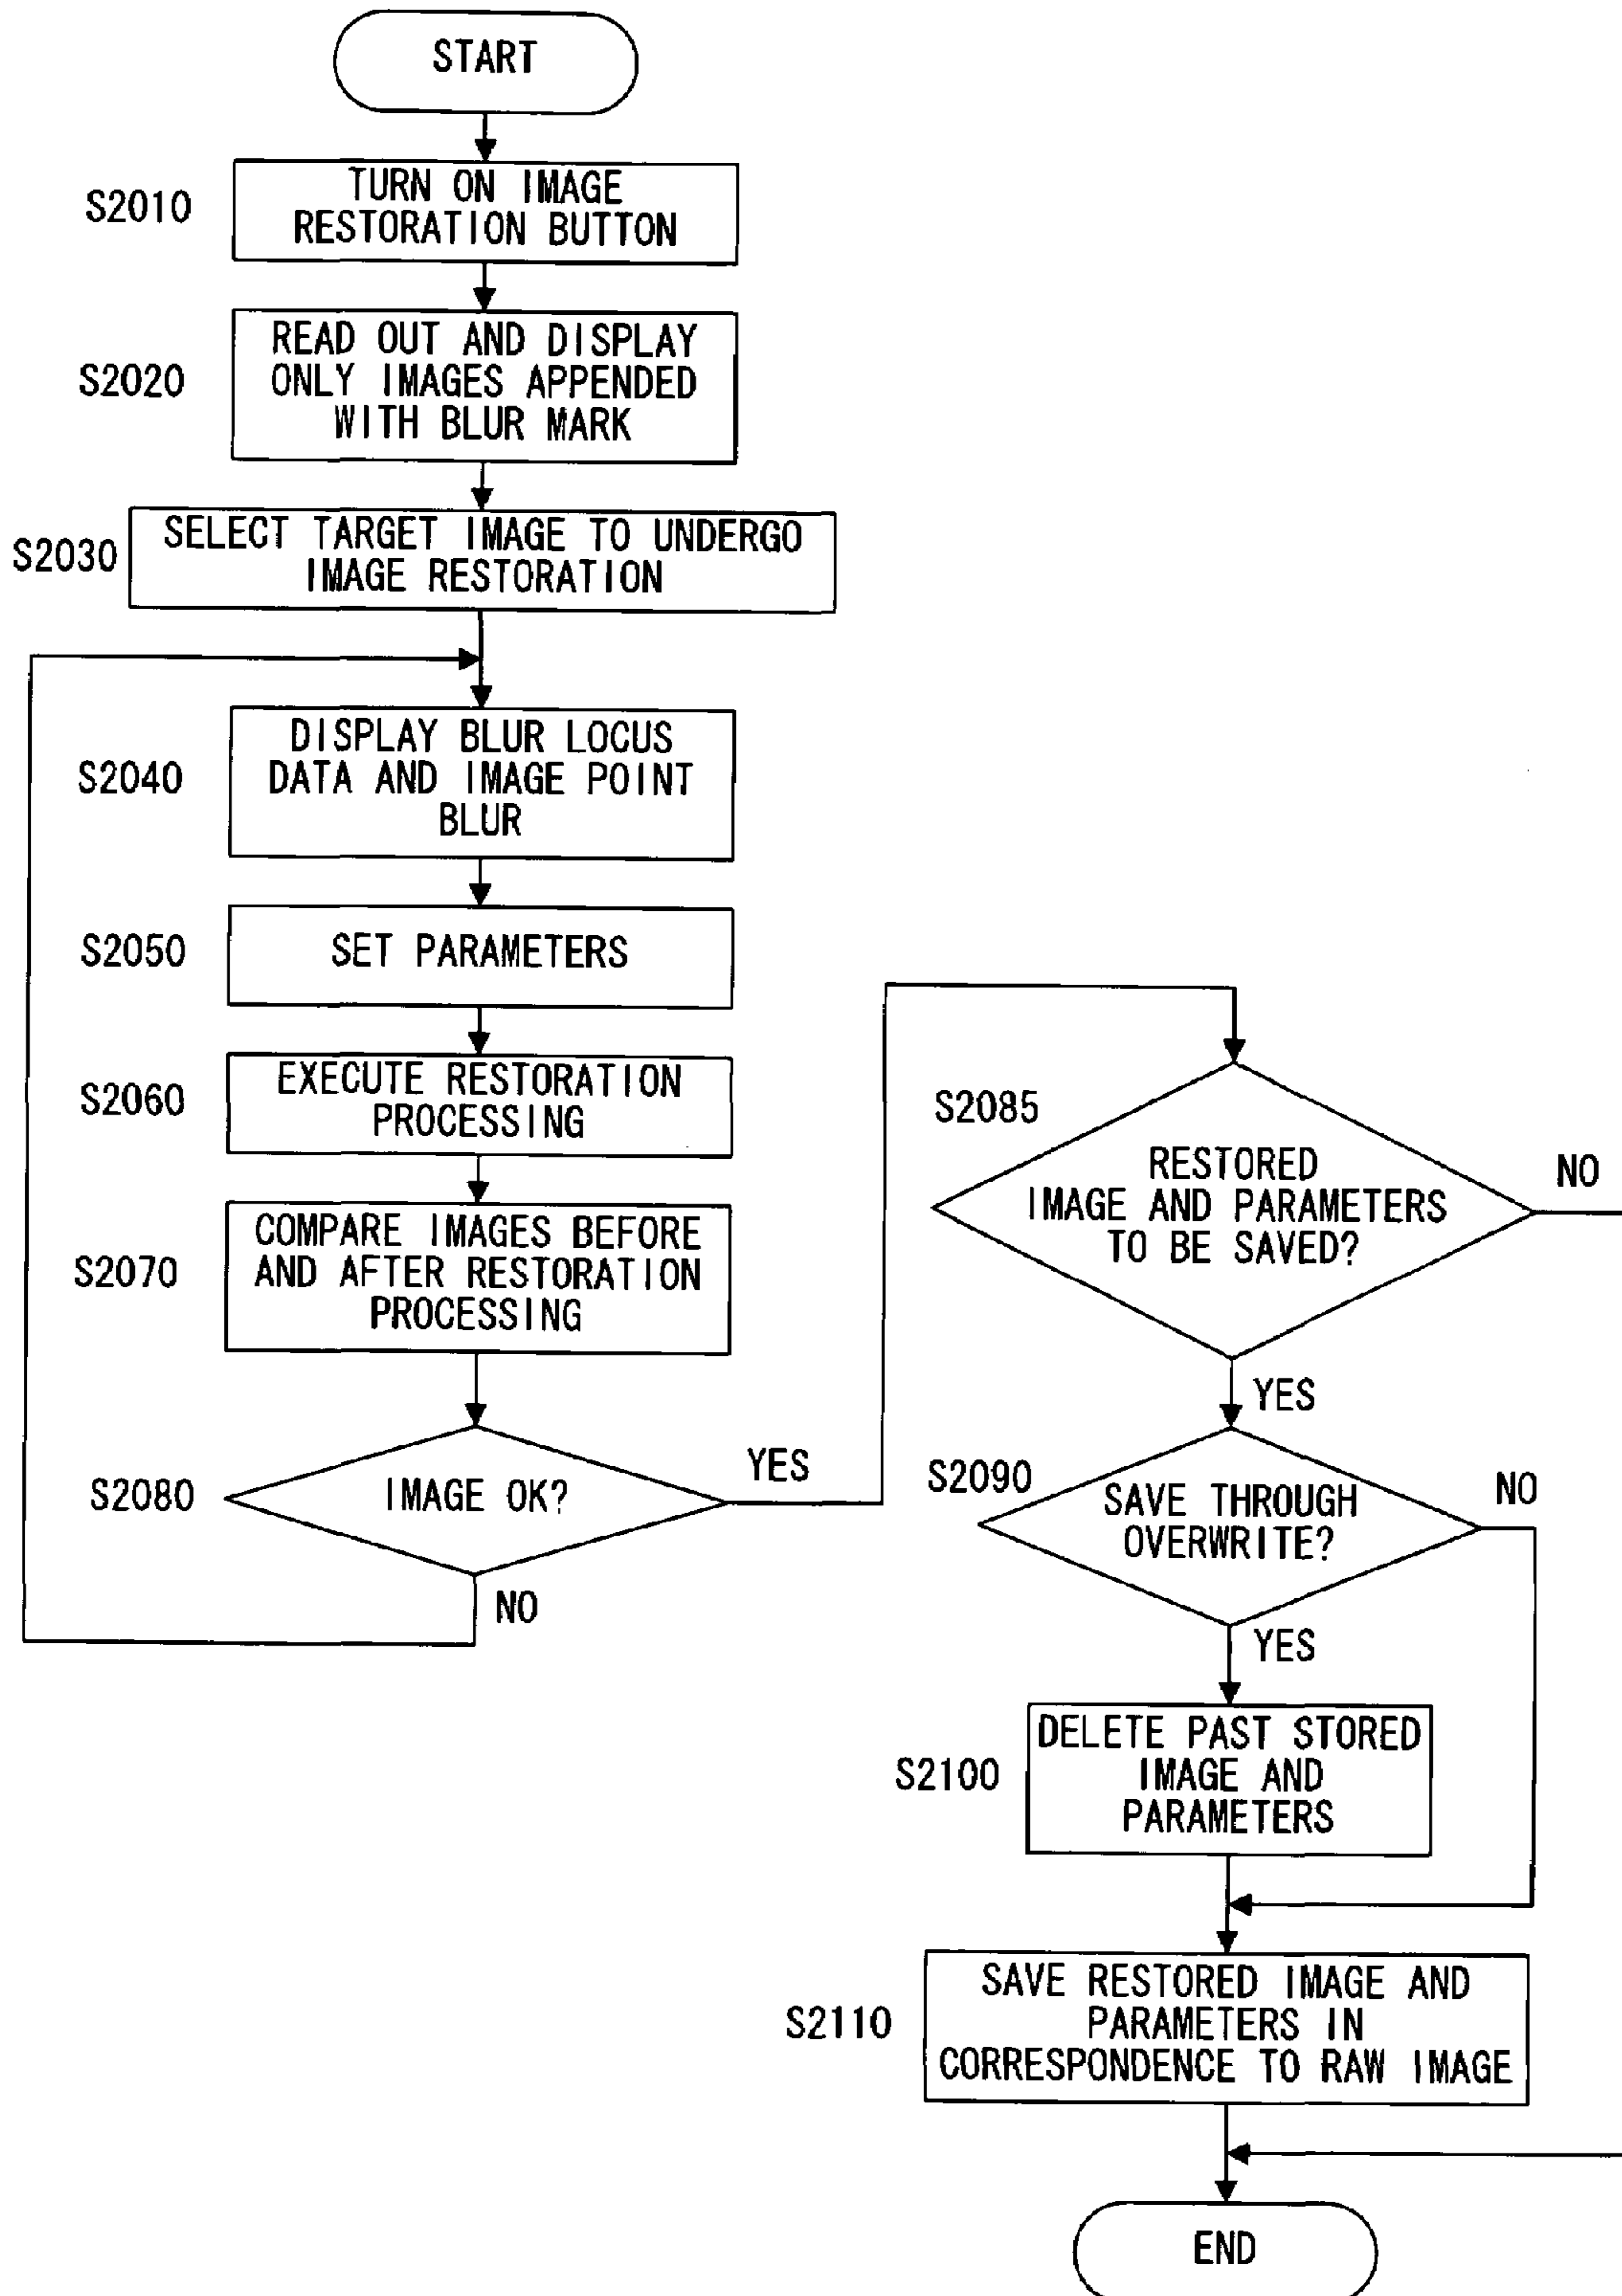 START
S2010
TURN ON IMAGE
RESTORATION BUTTON
S2020
READ OUT AND DISPLAY
ONLY IMAGES APPENDED
WITH BLUR MARK
S2030
SELECT TARGET IMAGE TO UNDERGO
IMAGE RESTORATION
S2040
DISPLAY BLUR LOCUS
DATA AND IMAGE POINT
BLUR
S2050
SET PARAMETERS
S2060
EXECUTE RESTORATION
PROCESSING
S2070
COMPARE IMAGES BEFORE
AND AFTER RESTORATION
PROCESSING
S2080
IMAGE OK?
YES
NO
S2085
RESTORED
IMAGE AND PARAMETERS
TO BE SAVED?
NO
YES
S2090
SAVE THROUGH
OVERWRITE?
NO
YES
S2100
DELETE PAST STORED
IMAGE AND
PARAMETERS
S2110
SAVE RESTORED IMAGE AND
PARAMETERS IN
CORRESPONDENCE TO RAW IMAGE
END